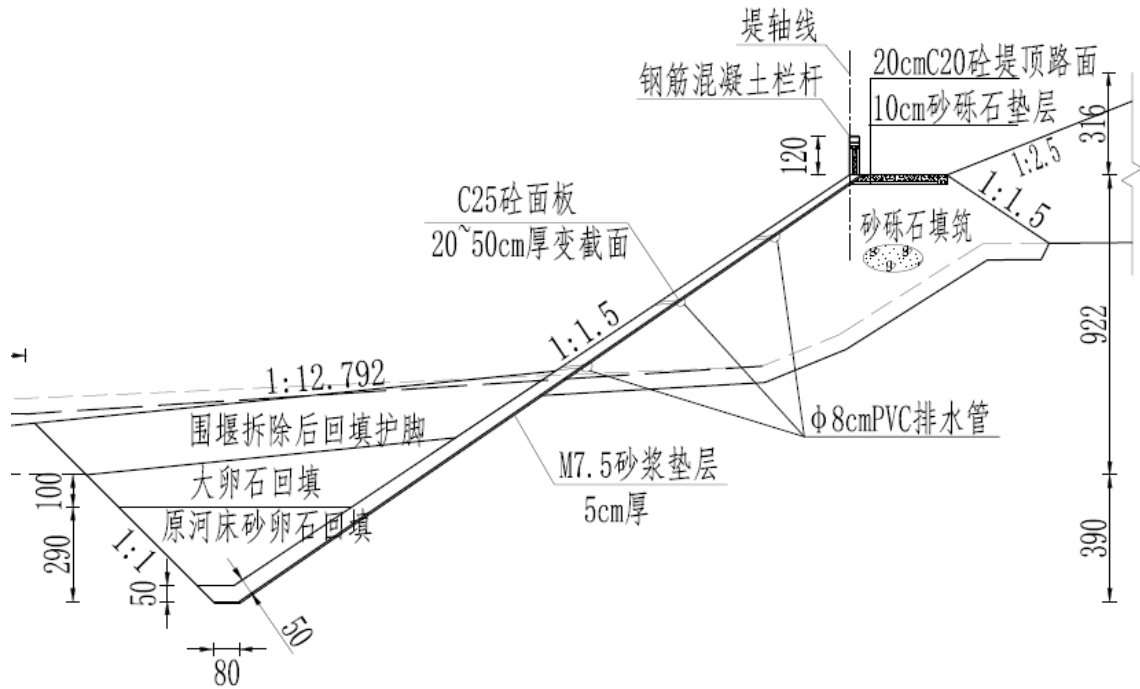 堤轴线
钢筋混凝土栏杆
20cmC20砼堤顶路面
10cm砂砾石垫层
316
120
1:2.5
1:1.5
C25砼面板
20~50cm厚变截面
砂砾石填筑
1:1.5
922
1:12.792
围堰拆除后回填护脚
φ8cmPVC排水管
大卵石回填
M7.5砂浆垫层
5cm厚
100
原河床砂卵石回填
1:1
290
390
50
50
80